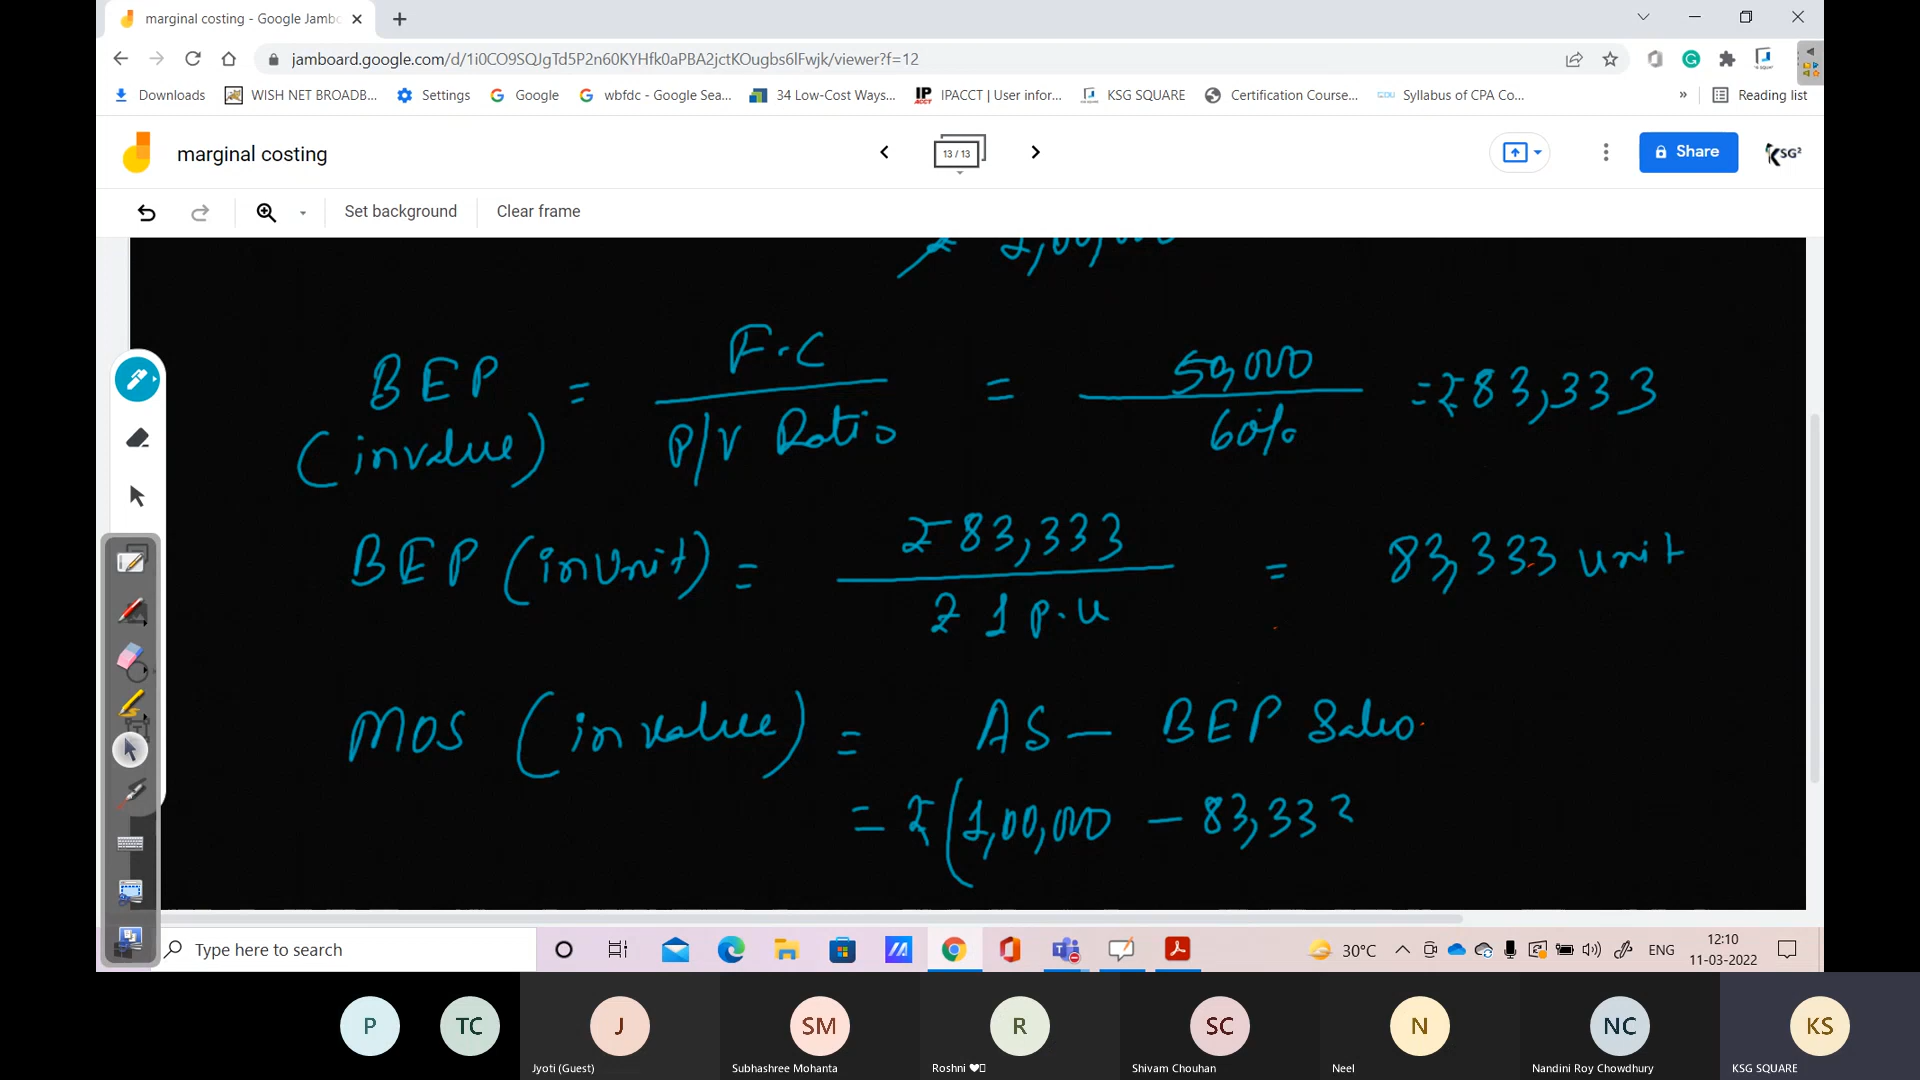 marginal costing - Google Jambo
jamboard.google.com/d/1i0CO9SQJgTd5P2n60KYHfk0aPBA2jctKOugbs6lFwjk/viewer?f=12
Downloads WISH NET BROADB... Settings Google wbfdc - Google Sea... 34 Low-Cost Ways... IPACCT | User infor... KSG SQUARE Certification Course... Syllabus of CPA Co... » Reading list
marginal costing
13 / 13
Share
KSG²
Set background Clear frame
BEP (in value) = F.C / P/V Ratio = 50,000 / 60% = ₹83,333
BEP (in Unit) = ₹83,333 / ₹1 p.u = 83,333 unit
MOS (in value) = AS — BEP Sales
= ₹(1,00,000 — 83,333
Type here to search
30°C
ENG
12:10
11-03-2022
P TC J SM R SC N NC KS
Jyoti (Guest) Subhashree Mohanta Roshni Shivam Chouhan Neel Nandini Roy Chowdhury KSG SQUARE